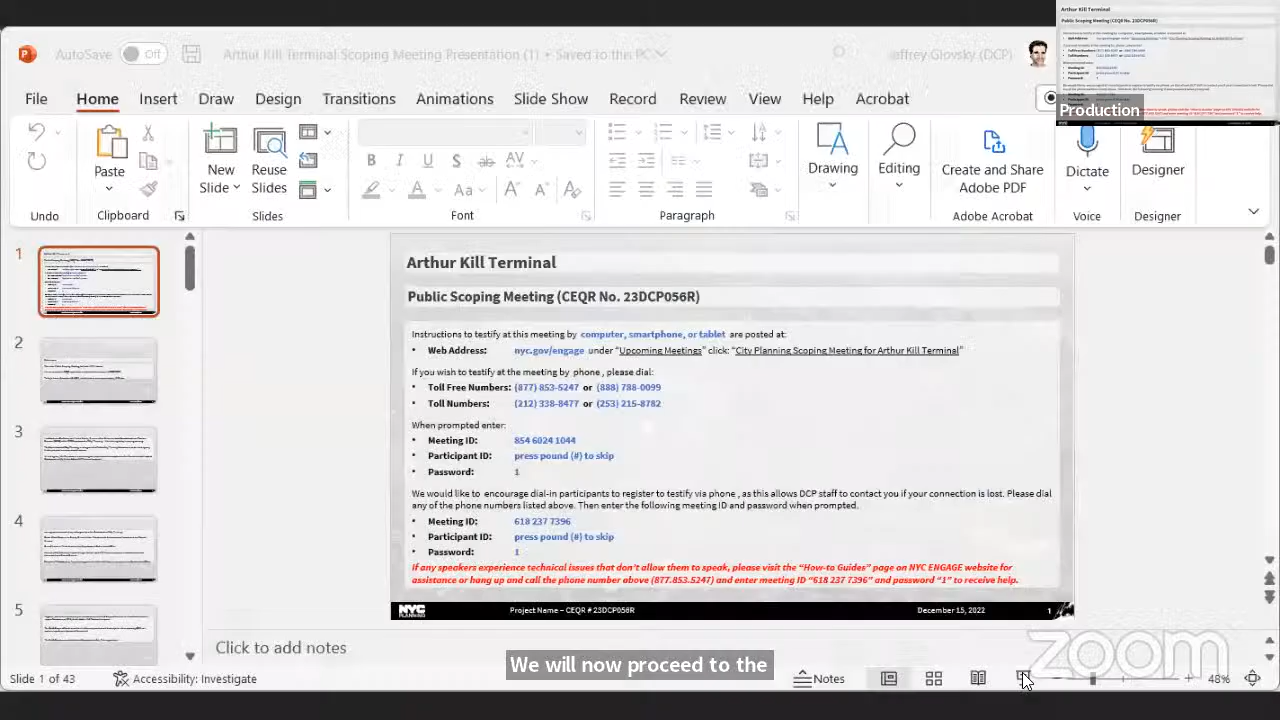 Arthur Kill Terminal
Public Scoping Meeting (CEQR No. 23DCP056R)
AutoSave Off
Jeffrey Glovsky (DCP)
Production
File Home Insert Draw Design Slide Show Record Review View Help Acrobat
Paste
New Slide
Reuse Slides
B I U S ab AV
Aa A A
Drawing
Editing
Create and Share Adobe PDF
Dictate
Designer
Undo Clipboard Slides Font Paragraph Adobe Acrobat Voice Designer
1
2
3
4
5
Arthur Kill Terminal
Public Scoping Meeting (CEQR No. 23DCP056R)
Instructions to testify at this meeting by computer, smartphone, or tablet are posted at:
• Web Address: nyc.gov/engage under “Upcoming Meetings” click: “City Planning Scoping Meeting for Arthur Kill Terminal”
If you wish to testify at the meeting by phone, please dial:
• Toll Free Numbers: (877) 853-5247 or (888) 788-0099
• Toll Numbers: (212) 338-8477 or (253) 215-8782
When prompted enter:
• Meeting ID: 854 6024 1044
• Participant ID: press pound (#) to skip
• Password: 1
We would like to encourage dial-in participants to register to testify via phone, as this allows DCP staff to contact you if your connection is lost. Please dial
any of the phone numbers listed above. Then enter the following meeting ID and password when prompted.
• Meeting ID: 618 237 7396
• Participant ID: press pound (#) to skip
• Password: 1
If any speakers experience technical issues that don’t allow them to speak, please visit the “How-to Guides” page on NYC ENGAGE website for
assistance or hang up and call the phone number above (877.853.5247) and enter meeting ID “618 237 7396” and password “1” to receive help.
NYC PLANNING Project Name – CEQR # 23DCP056R December 15, 2022 1
Click to add notes
We will now proceed to the
zoom
Slide 1 of 43 Accessibility: Investigate Notes 48%